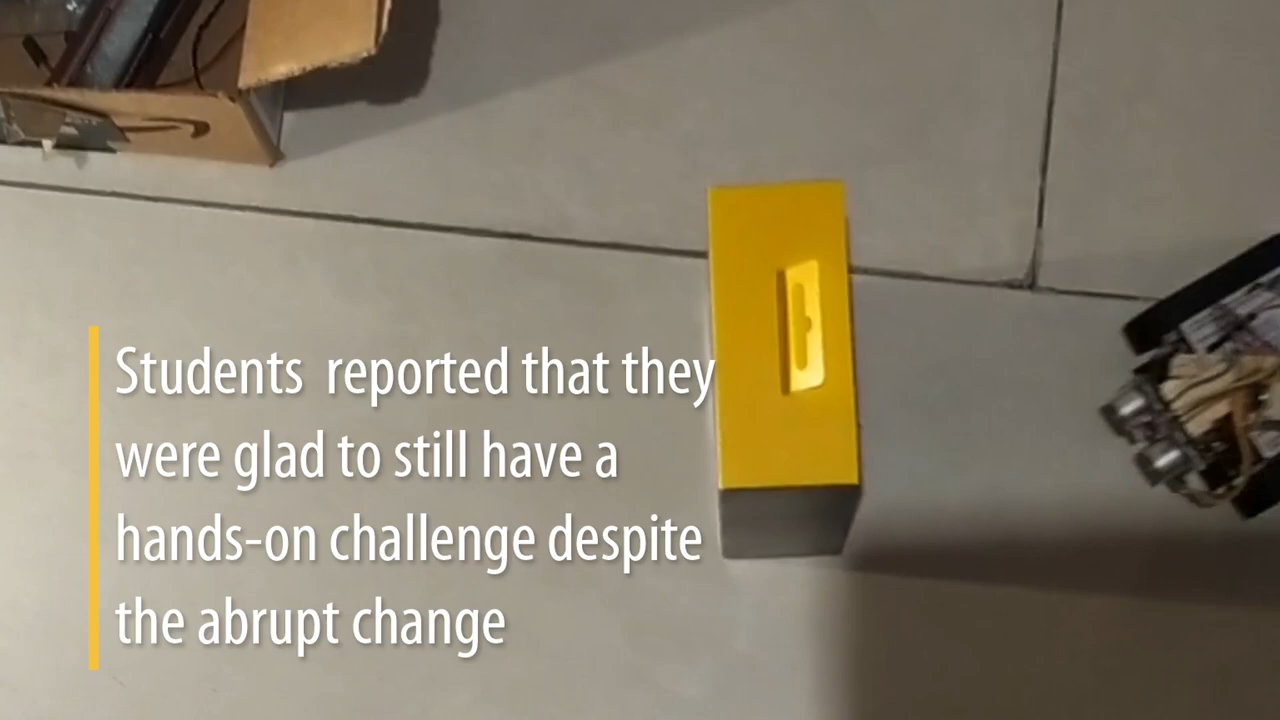 Students  reported that they
were glad to still have a
hands-on challenge despite
the abrupt change